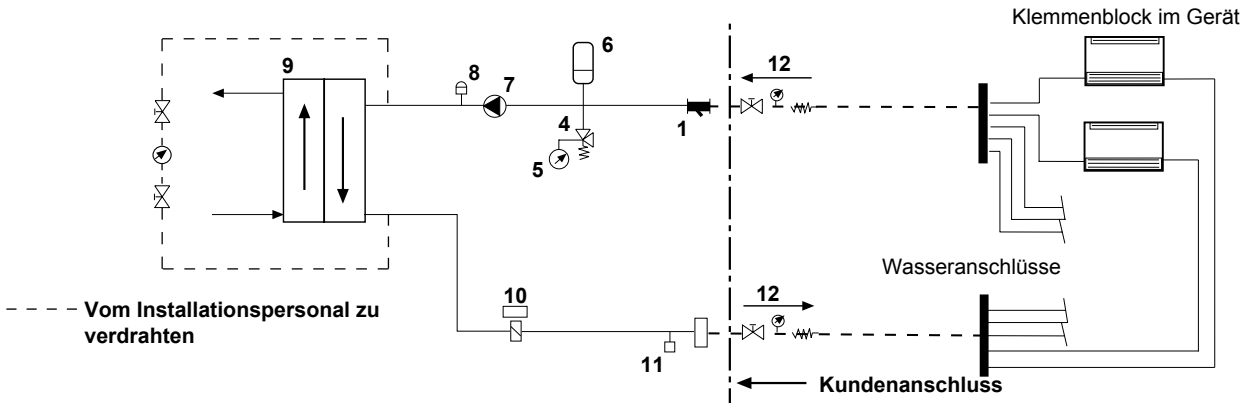 Klemmenblock im Gerät
6
9
8
7
12
4
1
5
Wasseranschlüsse
12
10
Vom Installationspersonal zu
verdrahten
11
Kundenanschluss